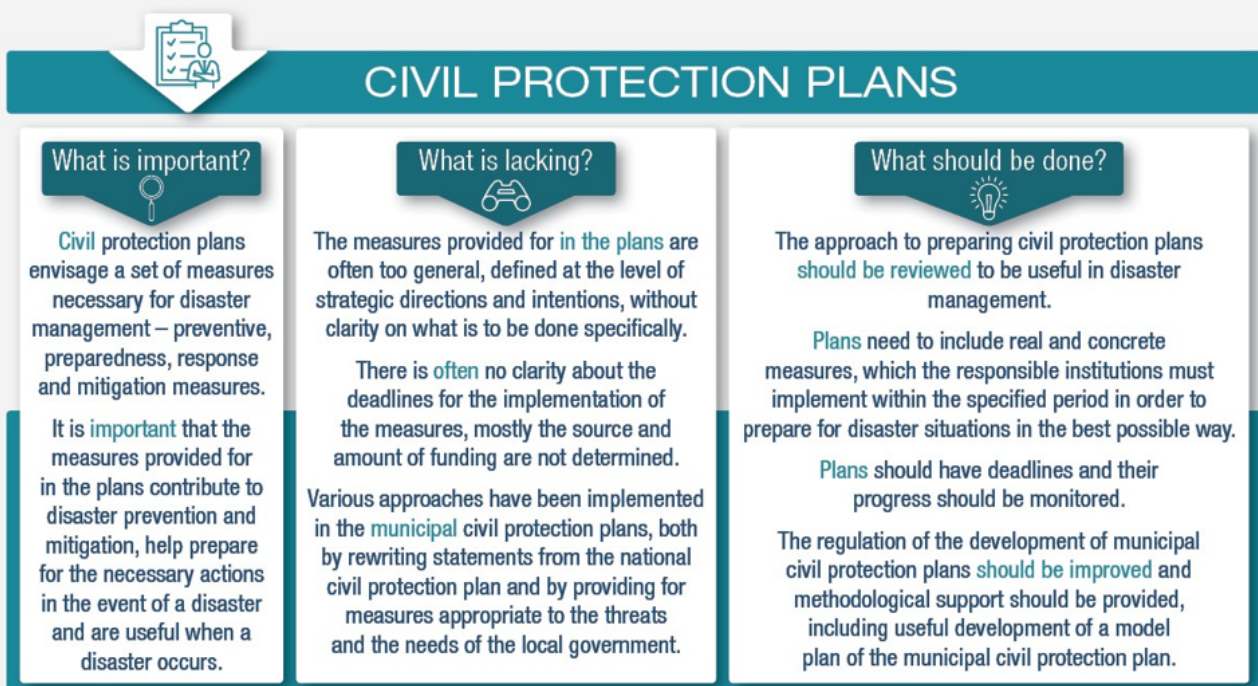 CIVIL PROTECTION PLANS
What is important?
Civil protection plans
envisage a set of measures
necessary for disaster
management – preventive,
preparedness, response
and mitigation measures.
It is important that the
measures provided for
in the plans contribute to
disaster prevention and
mitigation, help prepare
for the necessary actions
in the event of a disaster
and are useful when a
disaster occurs.
What is lacking?
The measures provided for in the plans are
often too general, defined at the level of
strategic directions and intentions, without
clarity on what is to be done specifically.
There is often no clarity about the
deadlines for the implementation of
the measures, mostly the source and
amount of funding are not determined.
Various approaches have been implemented
in the municipal civil protection plans, both
by rewriting statements from the national
civil protection plan and by providing for
measures appropriate to the threats
and the needs of the local government.
What should be done?
The approach to preparing civil protection plans
should be reviewed to be useful in disaster
management.
Plans need to include real and concrete
measures, which the responsible institutions must
implement within the specified period in order to
prepare for disaster situations in the best possible way.
Plans should have deadlines and their
progress should be monitored.
The regulation of the development of municipal
civil protection plans should be improved and
methodological support should be provided,
including useful development of a model
plan of the municipal civil protection plan.